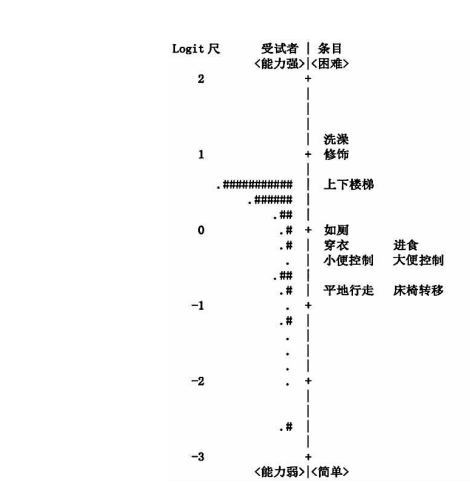 Logit 尺 受试者 | 条目
<能力强>|<困难>
2 +
|
|
|
| 洗澡
1 + 修饰
|
.########### | 上下楼梯
.###### |
.## |
0 .# + 如厕
.# | 穿衣 进食
. | 小便控制 大便控制
.## |
.# | 平地行走 床椅转移
-1 . +
.# |
. |
. |
. |
-2 . +
|
|
.# |
|
-3 +
<能力弱>|<简单>